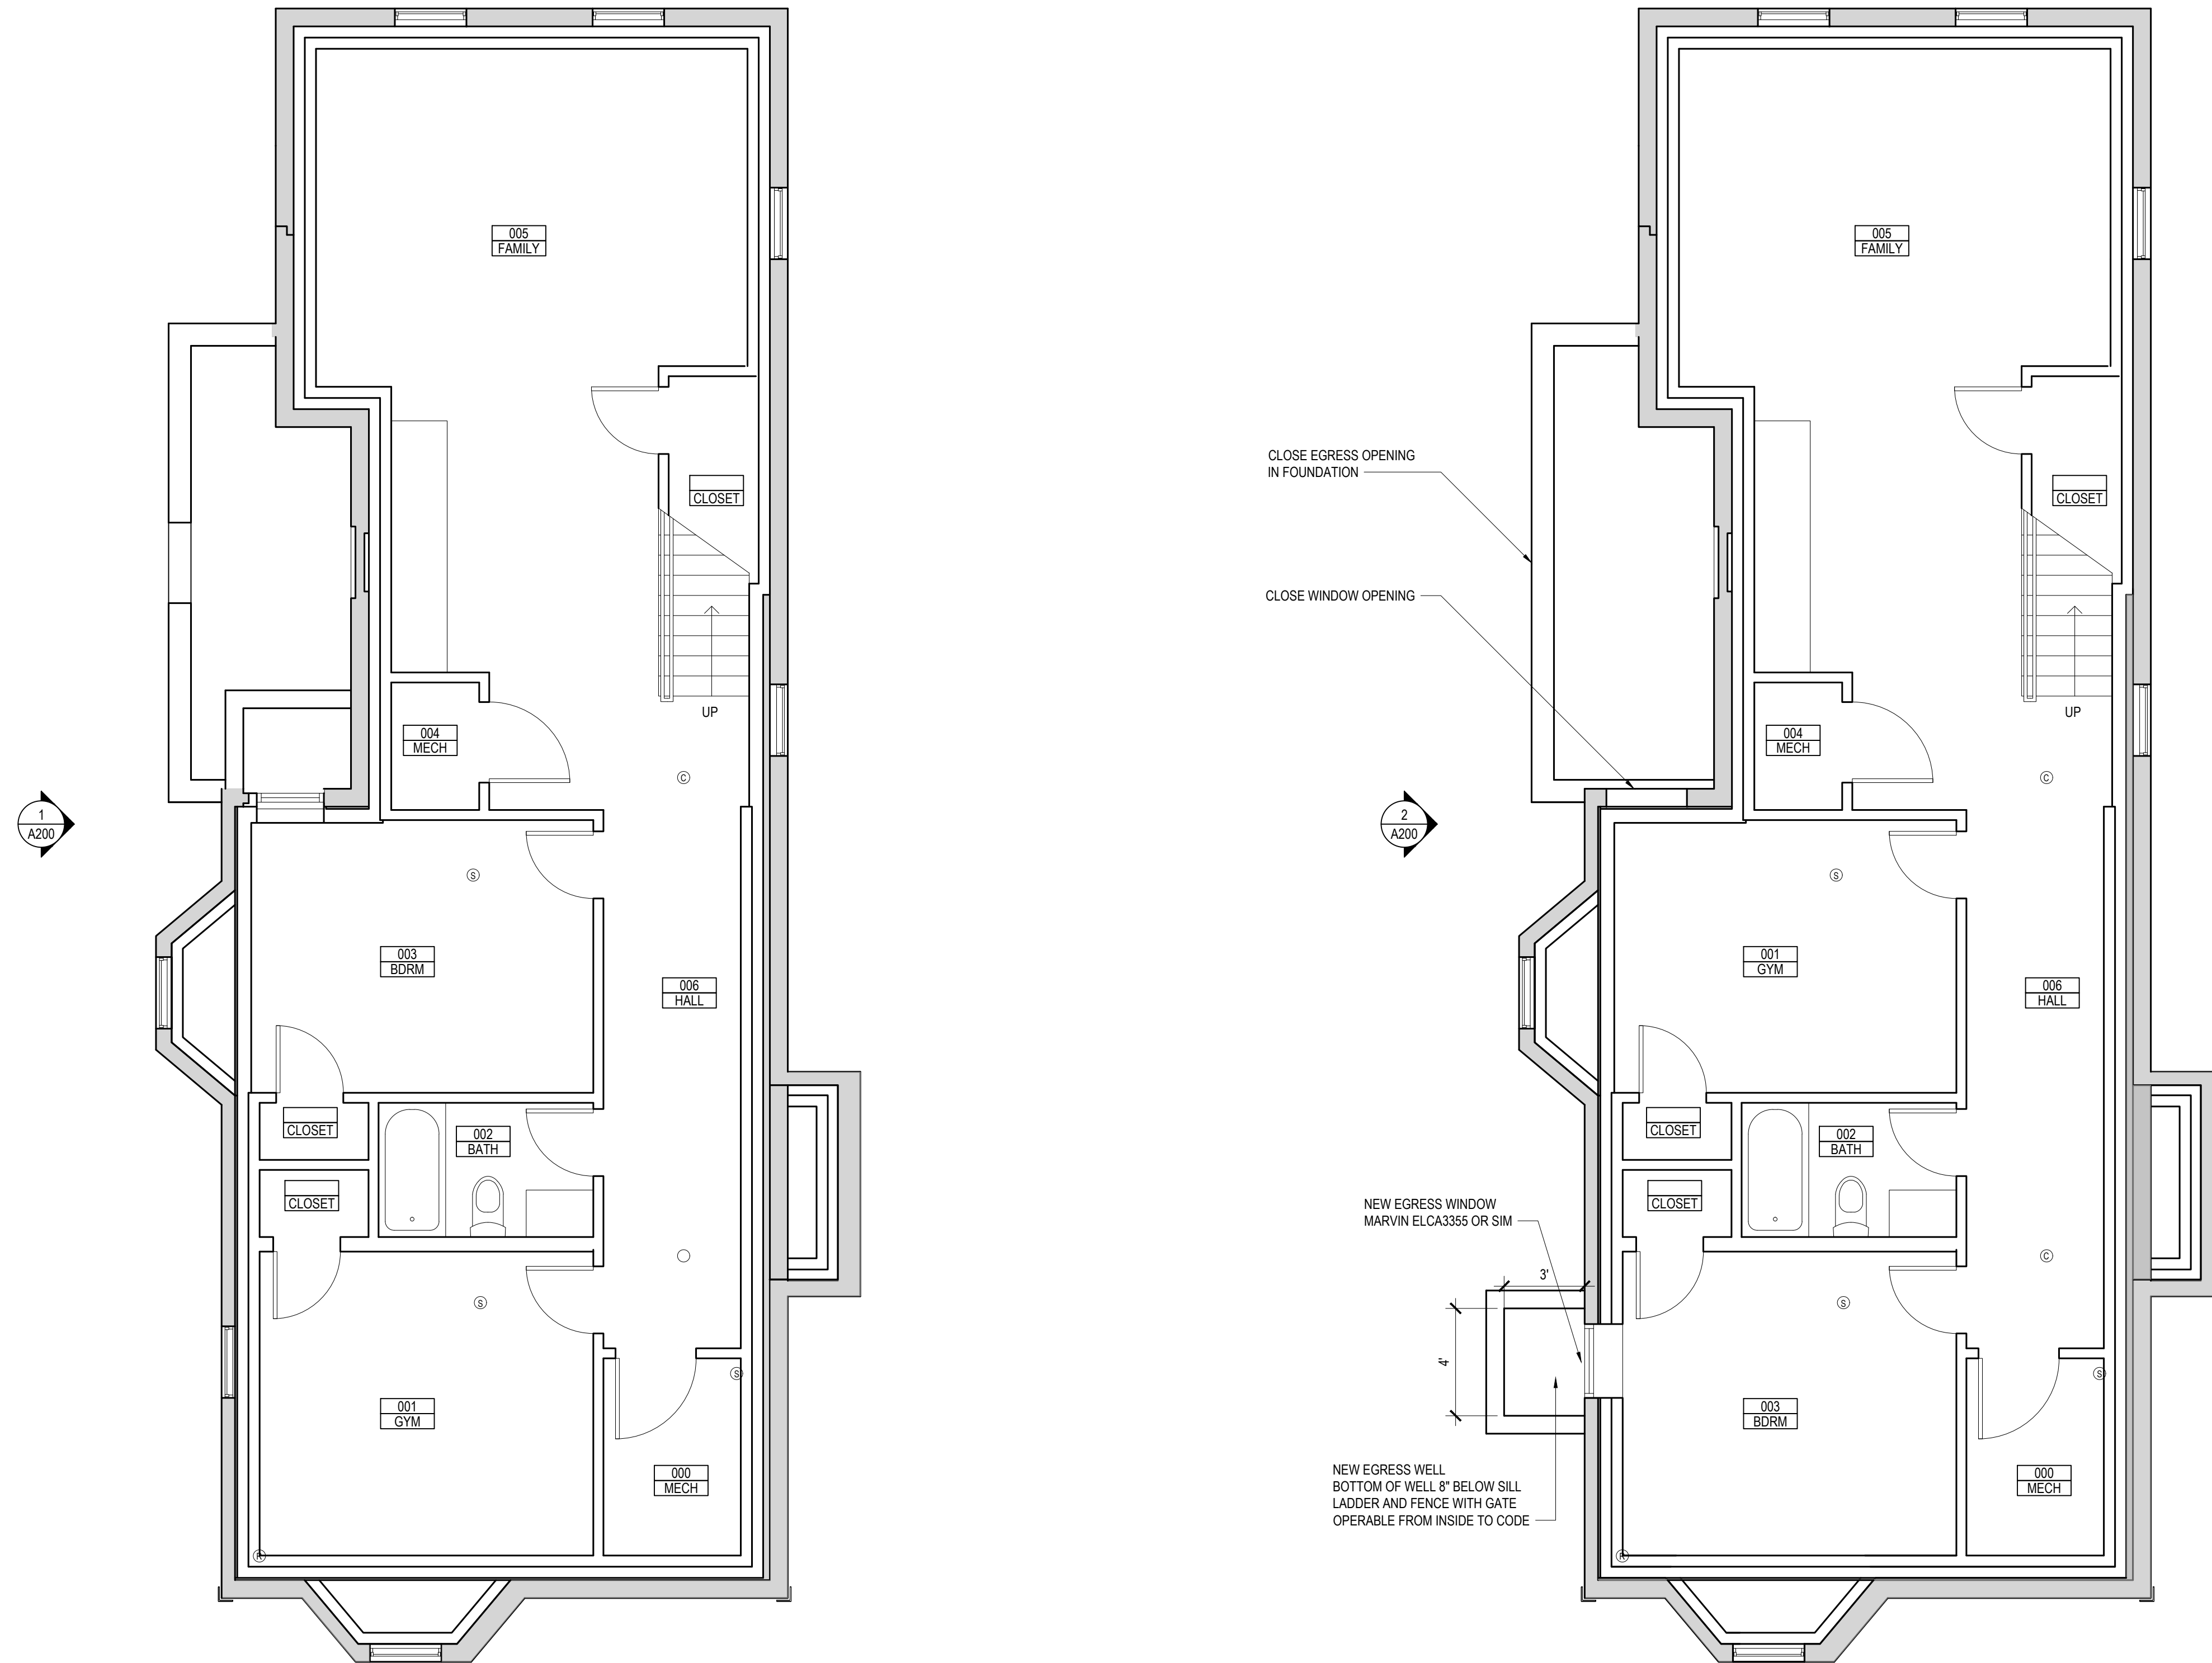 005
FAMILY
CLOSET
UP
004
MECH
C
1
A200
S
003
BDRM
006
HALL
CLOSET
002
BATH
CLOSET
S
S
001
GYM
000
MECH
R
005
FAMILY
CLOSE EGRESS OPENING
IN FOUNDATION
CLOSET
CLOSE WINDOW OPENING
UP
004
MECH
C
2
A200
S
001
GYM
006
HALL
CLOSET
002
BATH
CLOSET
NEW EGRESS WINDOW
MARVIN ELCA3355 OR SIM
C
3'
S
4'
S
003
BDRM
NEW EGRESS WELL
BOTTOM OF WELL 8" BELOW SILL
LADDER AND FENCE WITH GATE
OPERABLE FROM INSIDE TO CODE
000
MECH
R